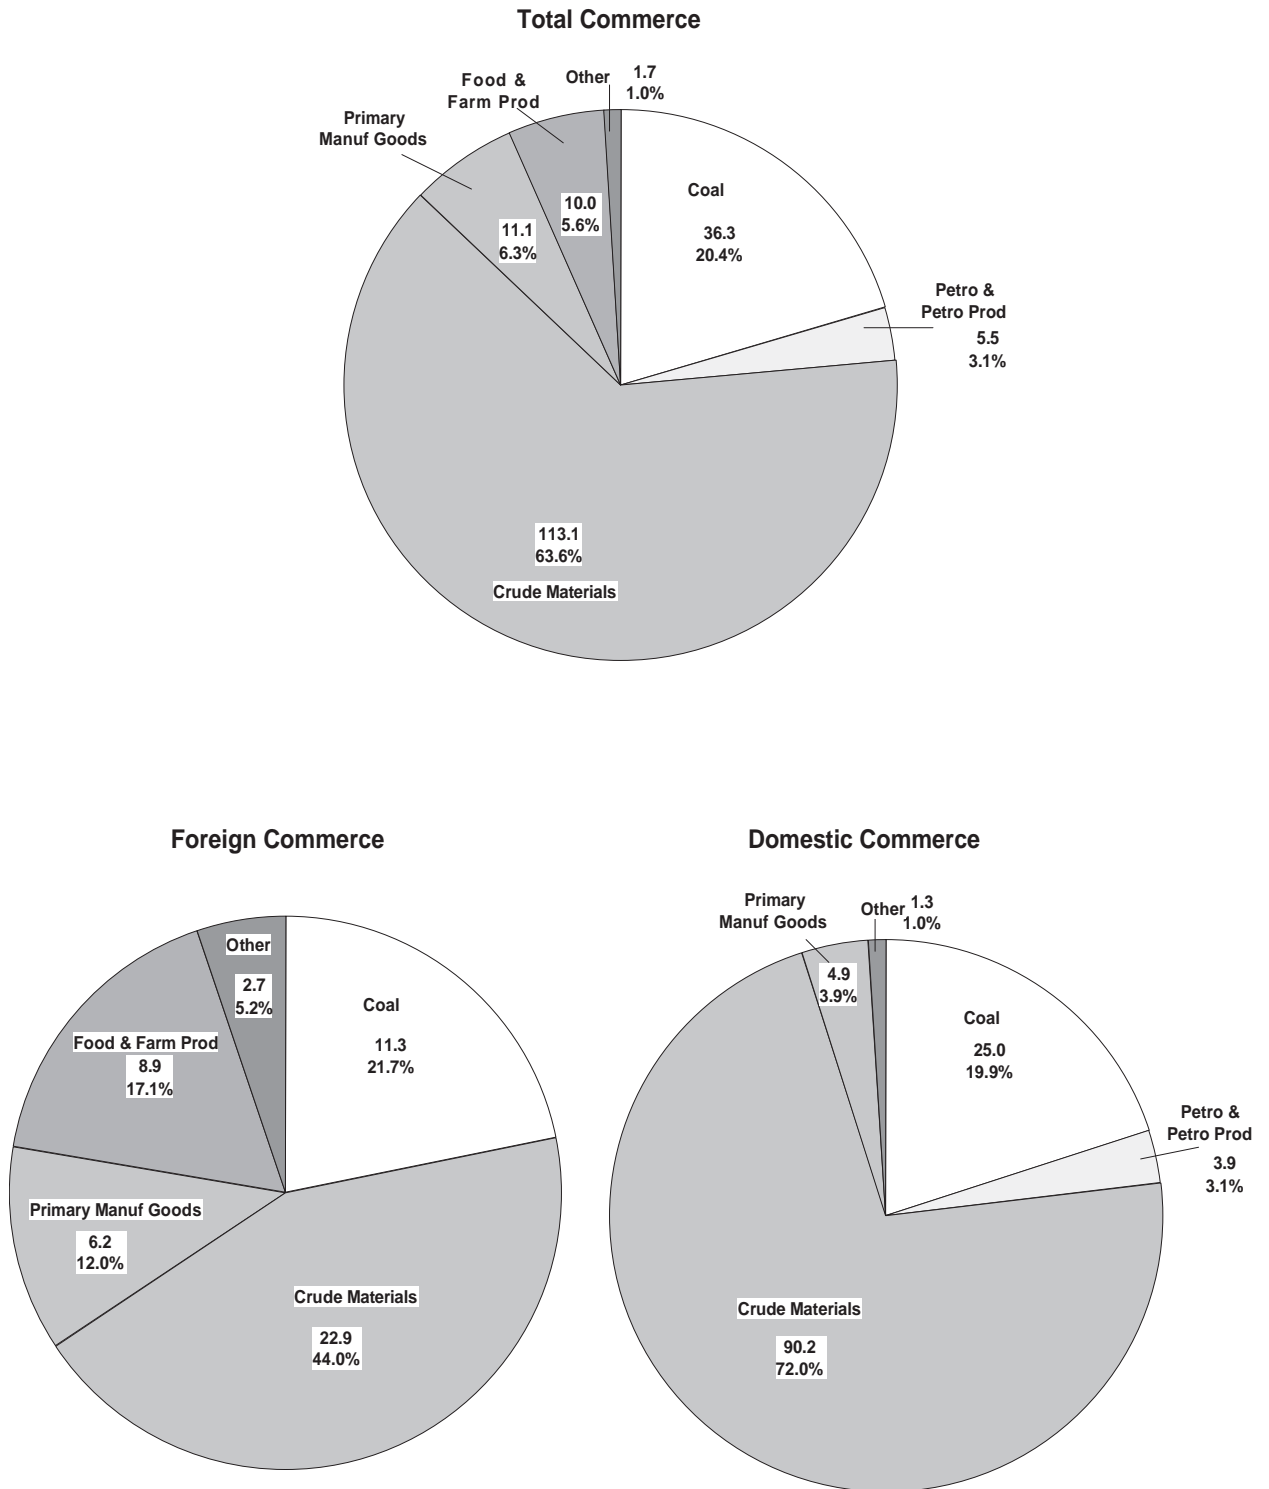 Total Commerce
Other
1.7
1.0%
Food &
Farm Prod
Primary
Manuf Goods
10.0
5.6%
11.1
6.3%
Coal
36.3
20.4%
Petro &
Petro Prod
5.5
3.1%
113.1
63.6%
Crude Materials
Foreign Commerce
Other
2.7
5.2%
Coal
11.3
21.7%
Food & Farm Prod
8.9
17.1%
Primary Manuf Goods
6.2
12.0%
Crude Materials
22.9
44.0%
Domestic Commerce
Primary
Manuf Goods
Other
1.3
1.0%
4.9
3.9%
Coal
25.0
19.9%
Petro &
Petro Prod
3.9
3.1%
Crude Materials
90.2
72.0%